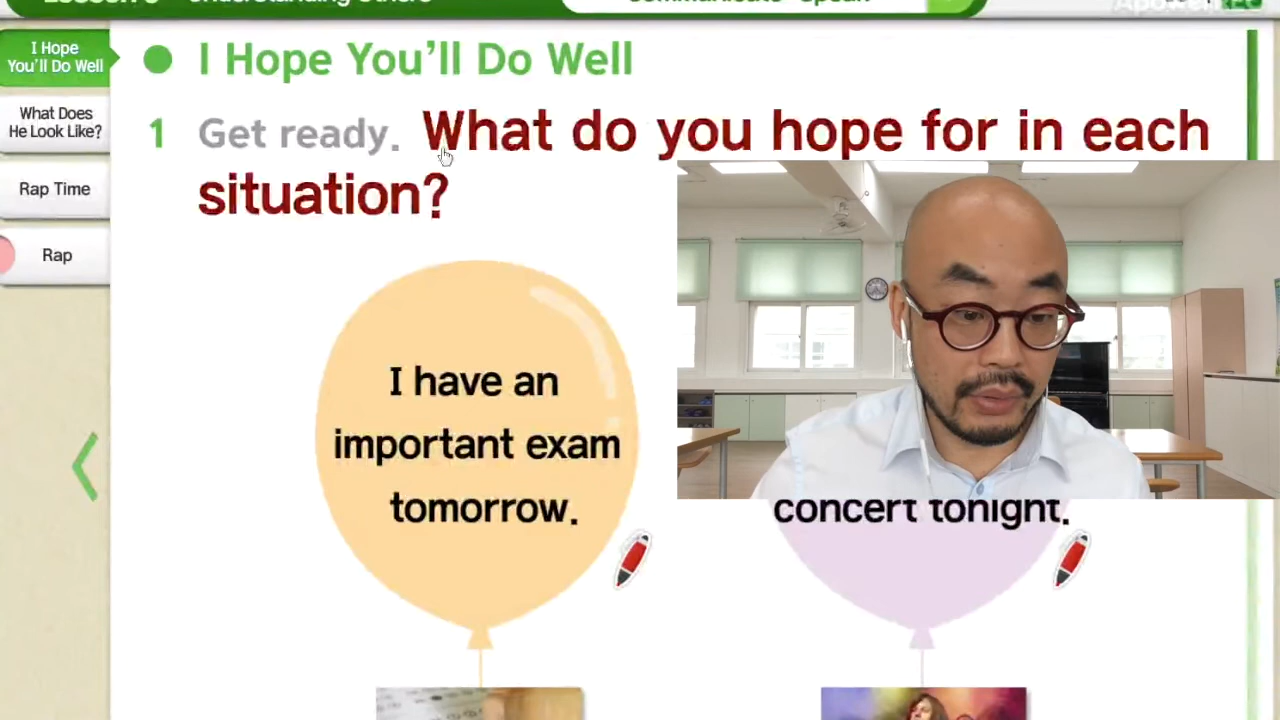 I Hope
You'll Do Well
What Does
He Look Like?
Rap Time
Rap
I Hope You'll Do Well
1 Get ready. What do you hope for in each
situation?
I have an
important exam
tomorrow.
concert tonight.